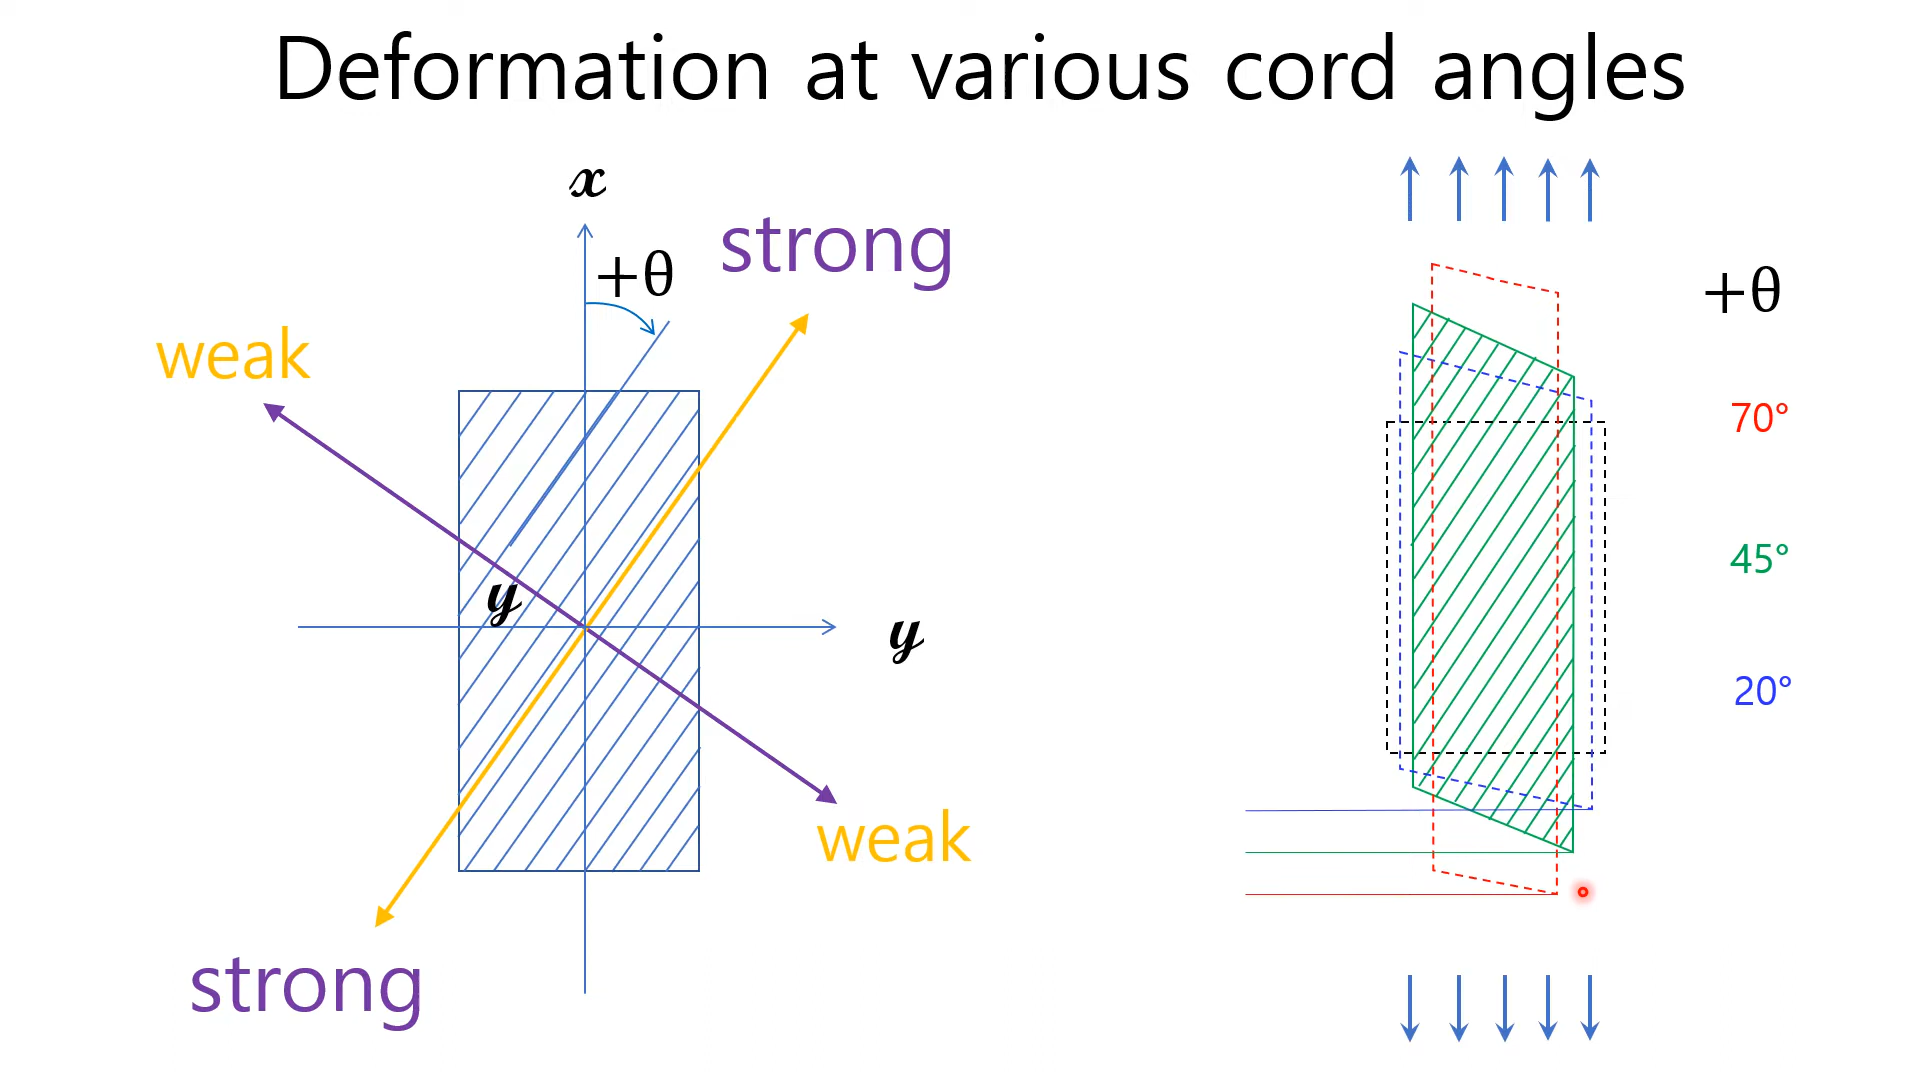 Deformation at various cord angles
x
+θ
strong
weak
y
y
weak
strong
+θ
70°
45°
20°